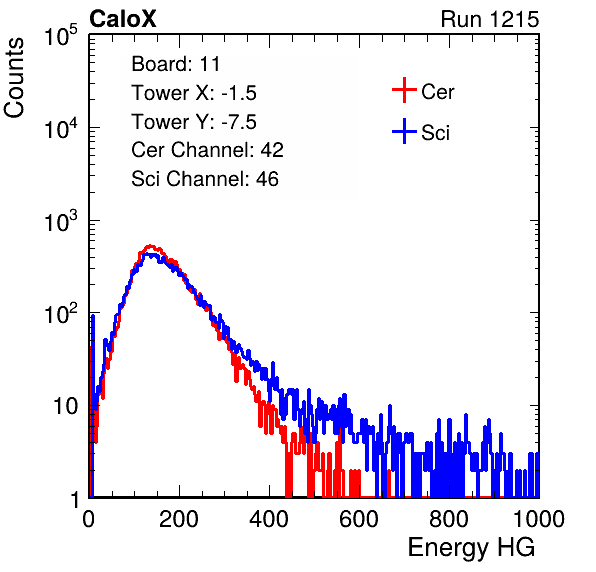 CaloX Run 1215
Counts
Board: 11
Tower X: -1.5
Tower Y: -7.5
Cer Channel: 42
Sci Channel: 46
Cer
Sci
10^5
10^4
10^3
10^2
10
1
0 200 400 600 800 1000
Energy HG